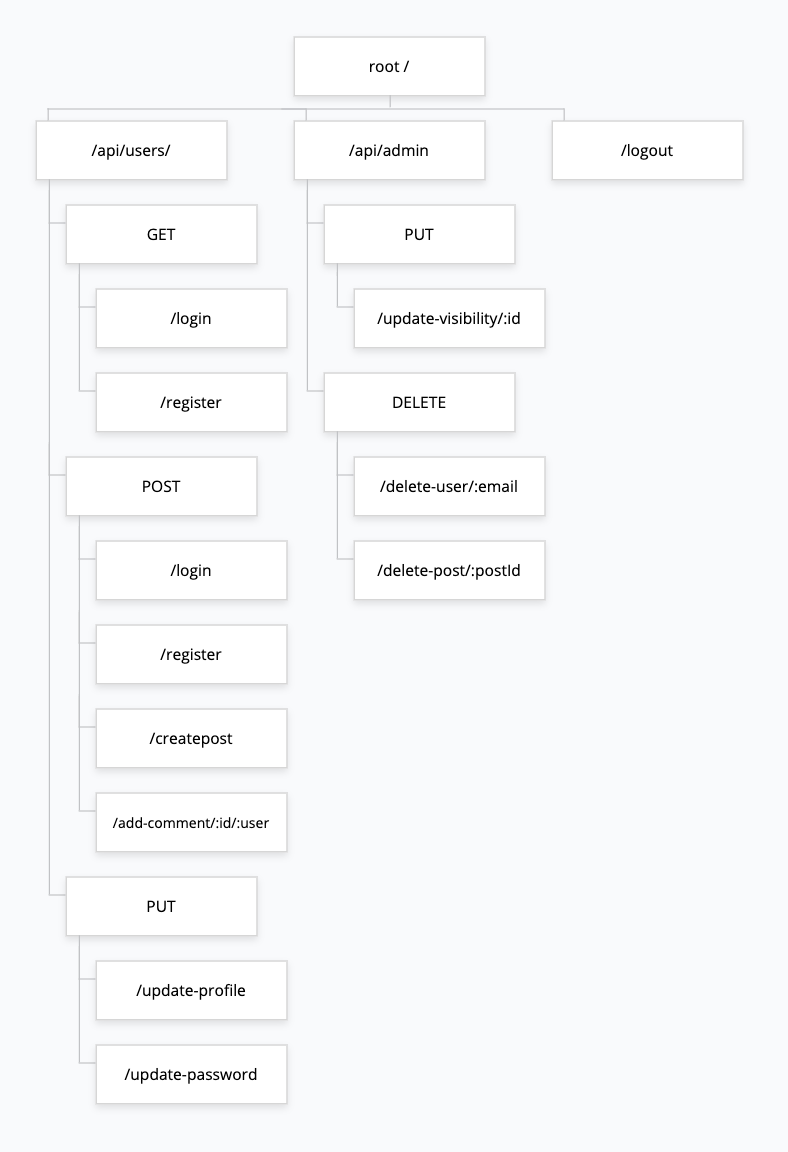 root /
/api/users/
/api/admin
/logout
GET
/login
/register
POST
/login
/register
/createpost
/add-comment/:id/:user
PUT
/update-profile
/update-password
PUT
/update-visibility/:id
DELETE
/delete-user/:email
/delete-post/:postId